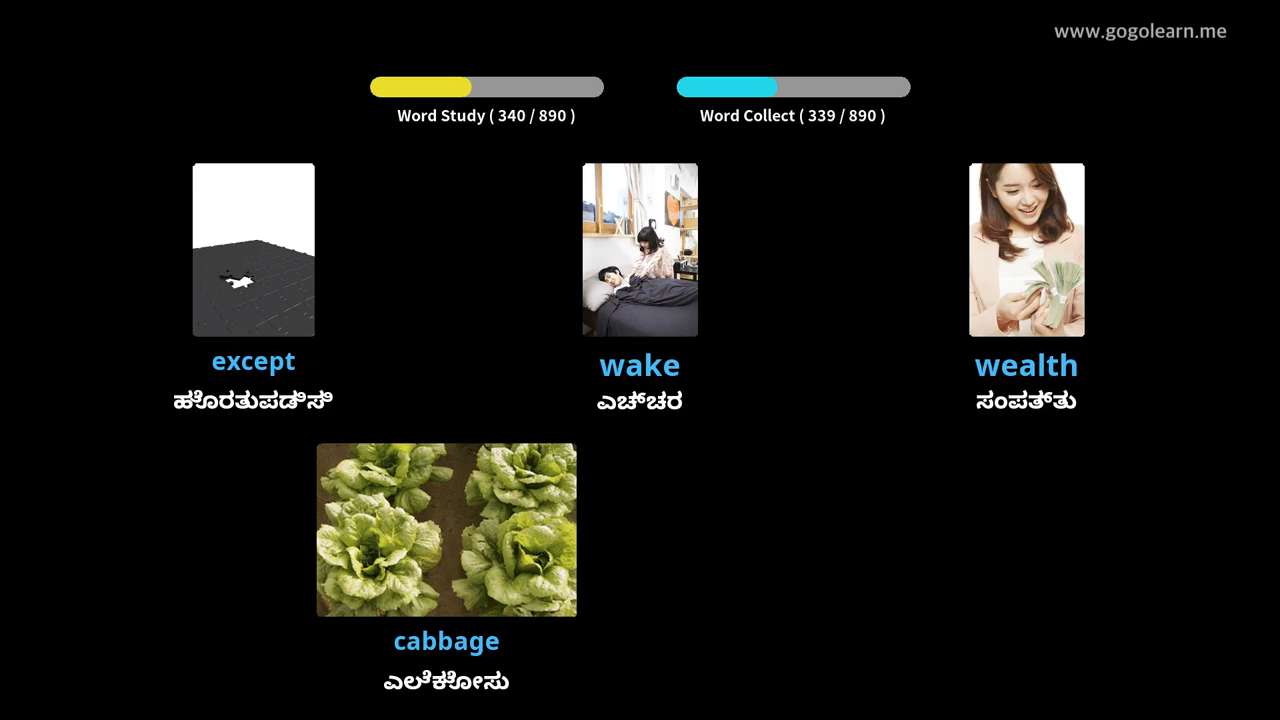 www.gogolearn.me
Word Study ( 340 / 890 )
Word Collect ( 339 / 890 )
except
wake
wealth
ಹೊರತುಪಡಿಸಿ
ಎಚ್ಚರ
ಸಂಪತ್ತು
cabbage
ಎಲೆಕೋಸು